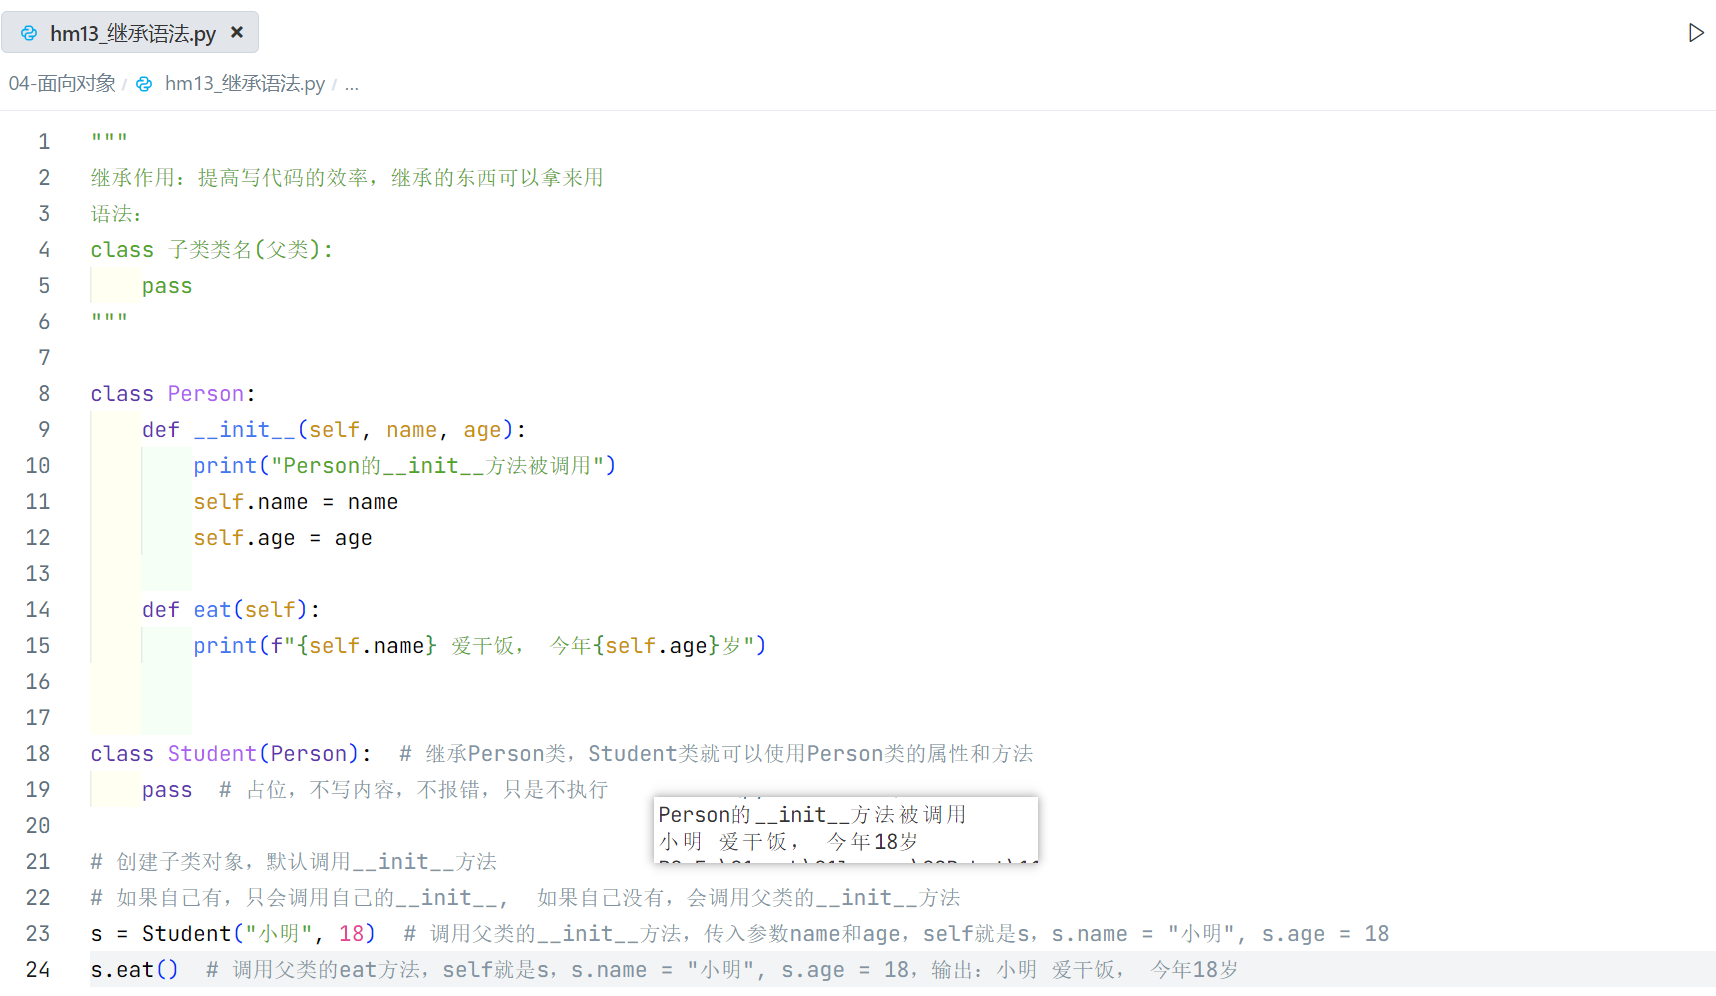 hm13_继承语法.py ×
04-面向对象 / hm13_继承语法.py / ...
1 """
2 继承作用：提高写代码的效率，继承的东西可以拿来用
3 语法：
4 class 子类类名(父类):
5     pass
6 """
7
8 class Person:
9     def __init__(self, name, age):
10         print("Person的__init__方法被调用")
11         self.name = name
12         self.age = age
13
14     def eat(self):
15         print(f"{self.name} 爱干饭， 今年{self.age}岁")
16
17
18 class Student(Person):  # 继承Person类，Student类就可以使用Person类的属性和方法
19     pass  # 占位，不写内容，不报错，只是不执行
Person的__init__方法被调用
小明 爱干饭， 今年18岁
20
21 # 创建子类对象，默认调用__init__方法
22 # 如果自己有，只会调用自己的__init__， 如果自己没有，会调用父类的__init__方法
23 s = Student("小明", 18)  # 调用父类的__init__方法，传入参数name和age，self就是s，s.name = "小明", s.age = 18
24 s.eat()  # 调用父类的eat方法，self就是s，s.name = "小明", s.age = 18，输出：小明 爱干饭， 今年18岁